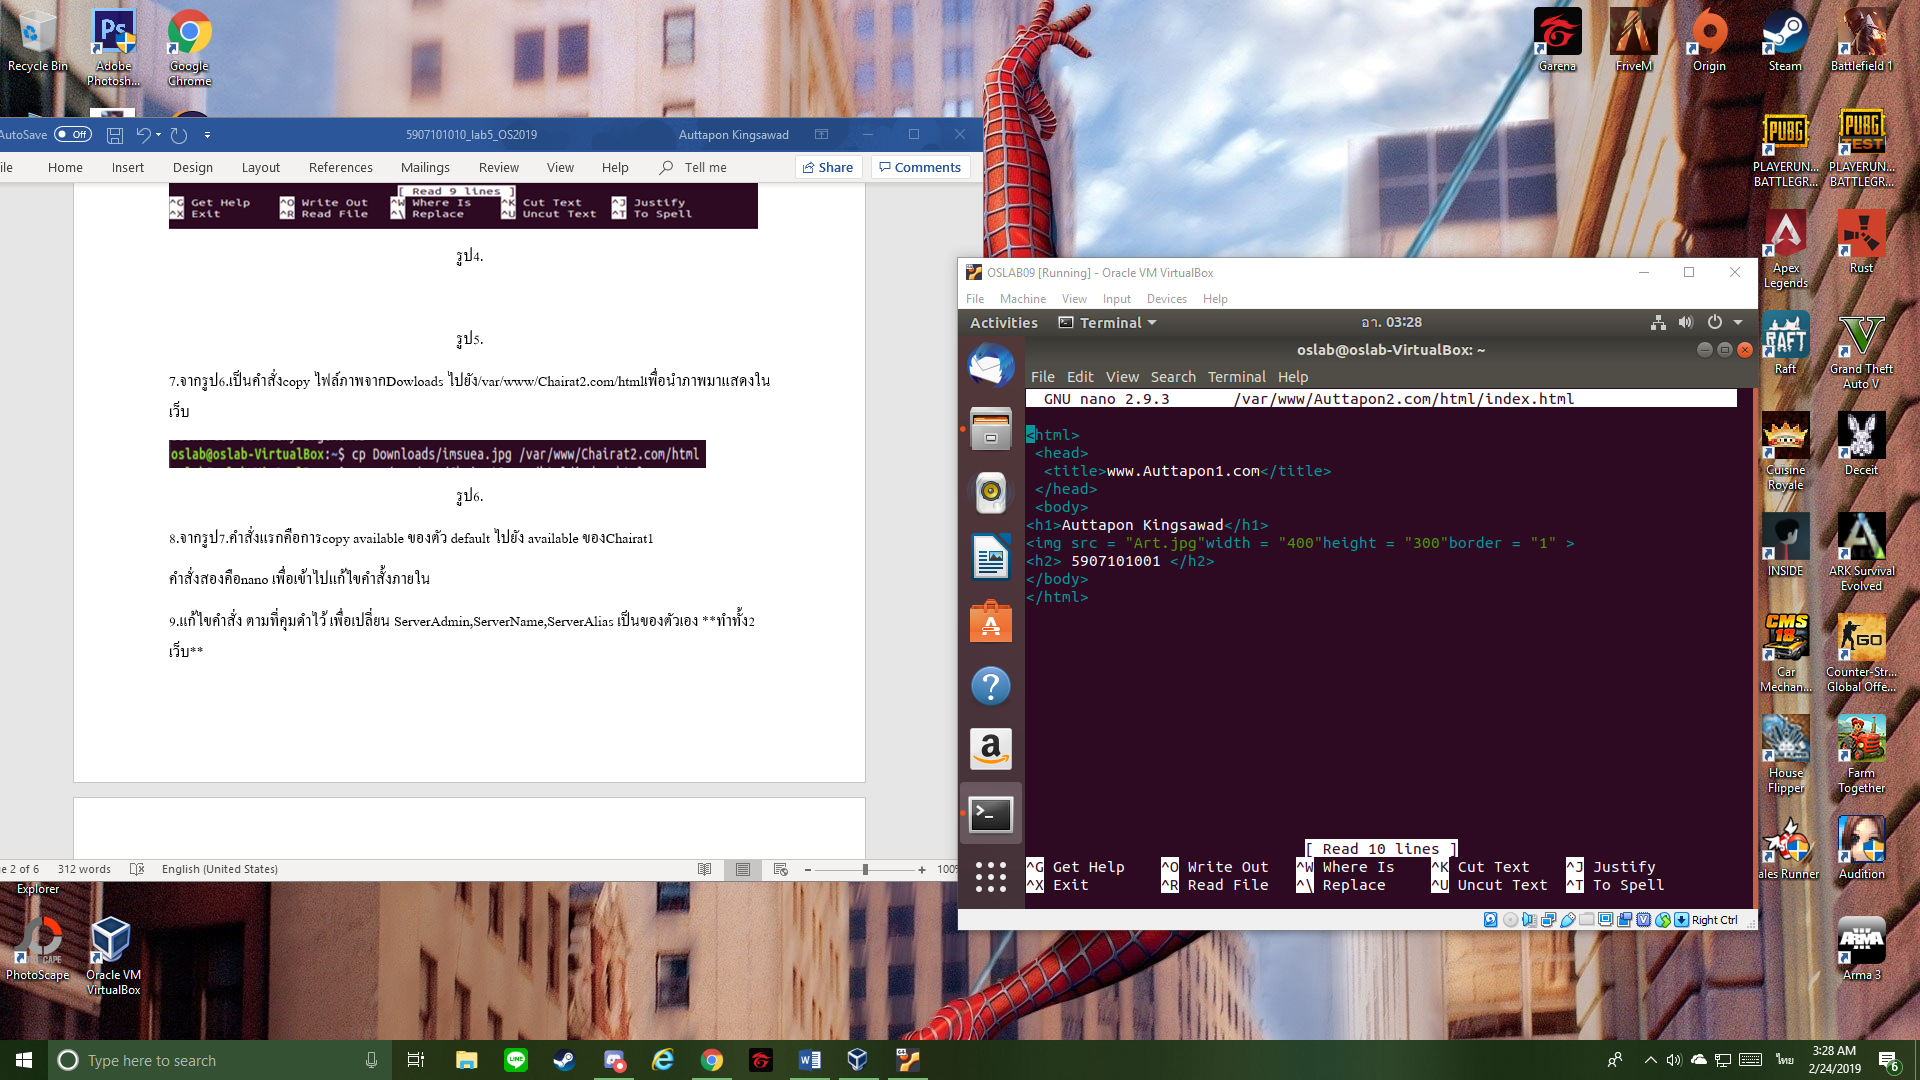 Recycle Bin
Adobe Photosh...
Google Chrome
Garena
FriveM
Origin
Steam
Battlefield 1
PLAYERUN... BATTLEGR...
PLAYERUN... BATTLEGR...
Apex Legends
Rust
Raft
Grand Theft Auto V
Cuisine Royale
Deceit
INSIDE
ARK Survival Evolved
Car Mechan...
Counter-Str... Global Offe...
House Flipper
Farm Together
ales Runner
Audition
Arma 3
AutoSave Off
5907101010_lab5_OS2019
Auttapon Kingsawad
ile Home Insert Design Layout References Mailings Review View Help Tell me Share Comments
[ Read 9 lines ]
^G Get Help ^O Write Out ^W Where Is ^K Cut Text ^J Justify
^X Exit ^R Read File ^\ Replace ^U Uncut Text ^T To Spell
รูป4.
รูป5.
7.จากรูป6.เป็นคำสั่งcopy ไฟล์ภาพจากDowloads ไปยัง/var/www/Chairat2.com/htmlเพื่อนำภาพมาแสดงใน
เว็บ
oslab@oslab-VirtualBox:~$ cp Downloads/imsuea.jpg /var/www/Chairat2.com/html
รูป6.
8.จากรูป7.คำสั่งแรกคือการcopy available ของตัว default ไปยัง available ของChairat1
คำสั่งสองคือnano เพื่อเข้าไปแก้ไขคำสั้งภายใน
9.แก้ไขคำสั่ง ตามที่คุมดำไว้ เพื่อเปลี่ยน ServerAdmin,ServerName,ServerAlias เป็นของตัวเอง **ทำทั้ง2
เว็บ**
e 2 of 6 312 words English (United States) 100%
Explorer
PhotoScape
Oracle VM VirtualBox
OSLAB09 [Running] - Oracle VM VirtualBox
File Machine View Input Devices Help
Activities Terminal อา. 03:28
oslab@oslab-VirtualBox: ~
File Edit View Search Terminal Help
GNU nano 2.9.3 /var/www/Auttapon2.com/html/index.html
<html>
<head>
<title>www.Auttapon1.com</title>
</head>
<body>
<h1>Auttapon Kingsawad</h1>
<img src = "Art.jpg"width = "400"height = "300"border = "1" >
<h2> 5907101001 </h2>
</body>
</html>
[ Read 10 lines ]
^G Get Help ^O Write Out ^W Where Is ^K Cut Text ^J Justify
^X Exit ^R Read File ^\ Replace ^U Uncut Text ^T To Spell
Right Ctrl
Type here to search
ไทย
3:28 AM
2/24/2019
6